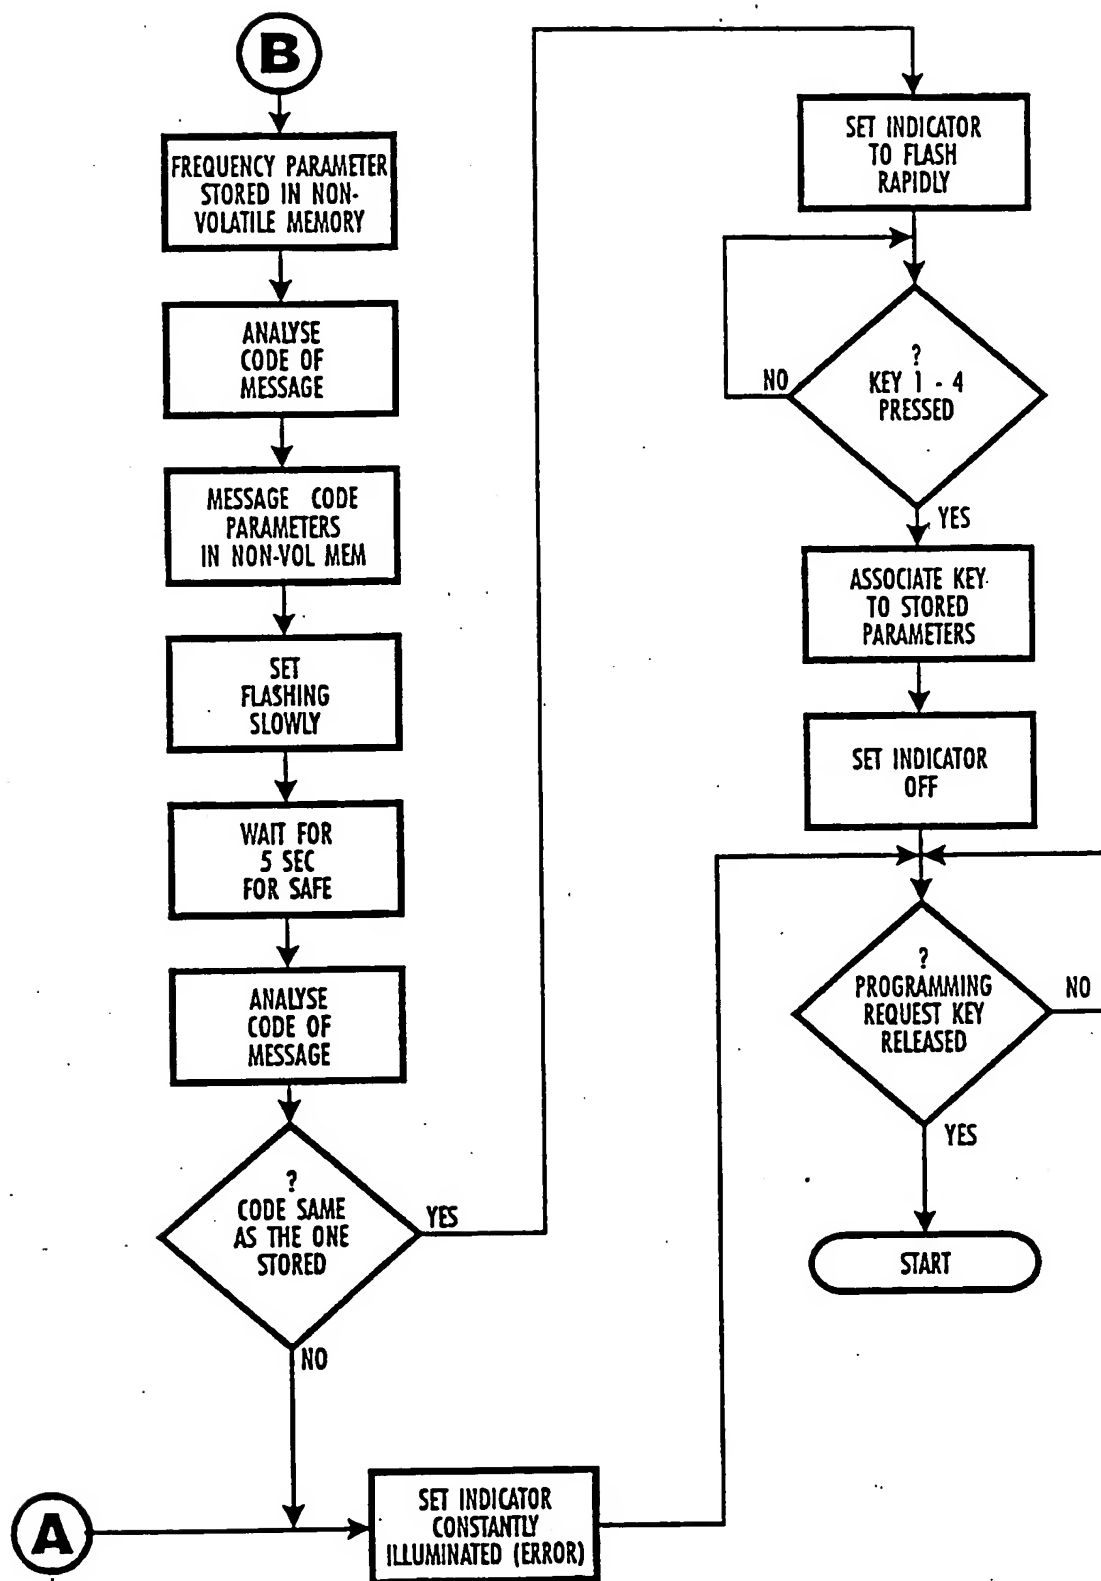 B
FREQUENCY PARAMETER
STORED IN NON-
VOLATILE MEMORY
ANALYSE
CODE OF
MESSAGE
MESSAGE CODE
PARAMETERS
IN NON-VOL MEM
SET
FLASHING
SLOWLY
WAIT FOR
5 SEC
FOR SAFE
ANALYSE
CODE OF
MESSAGE
?
CODE SAME
AS THE ONE
STORED
YES
NO
A
SET INDICATOR
CONSTANTLY
ILLUMINATED (ERROR)
SET INDICATOR
TO FLASH
RAPIDLY
?
KEY 1 - 4
PRESSED
NO
YES
ASSOCIATE KEY
TO STORED
PARAMETERS
SET INDICATOR
OFF
?
PROGRAMMING
REQUEST KEY
RELEASED
NO
YES
START